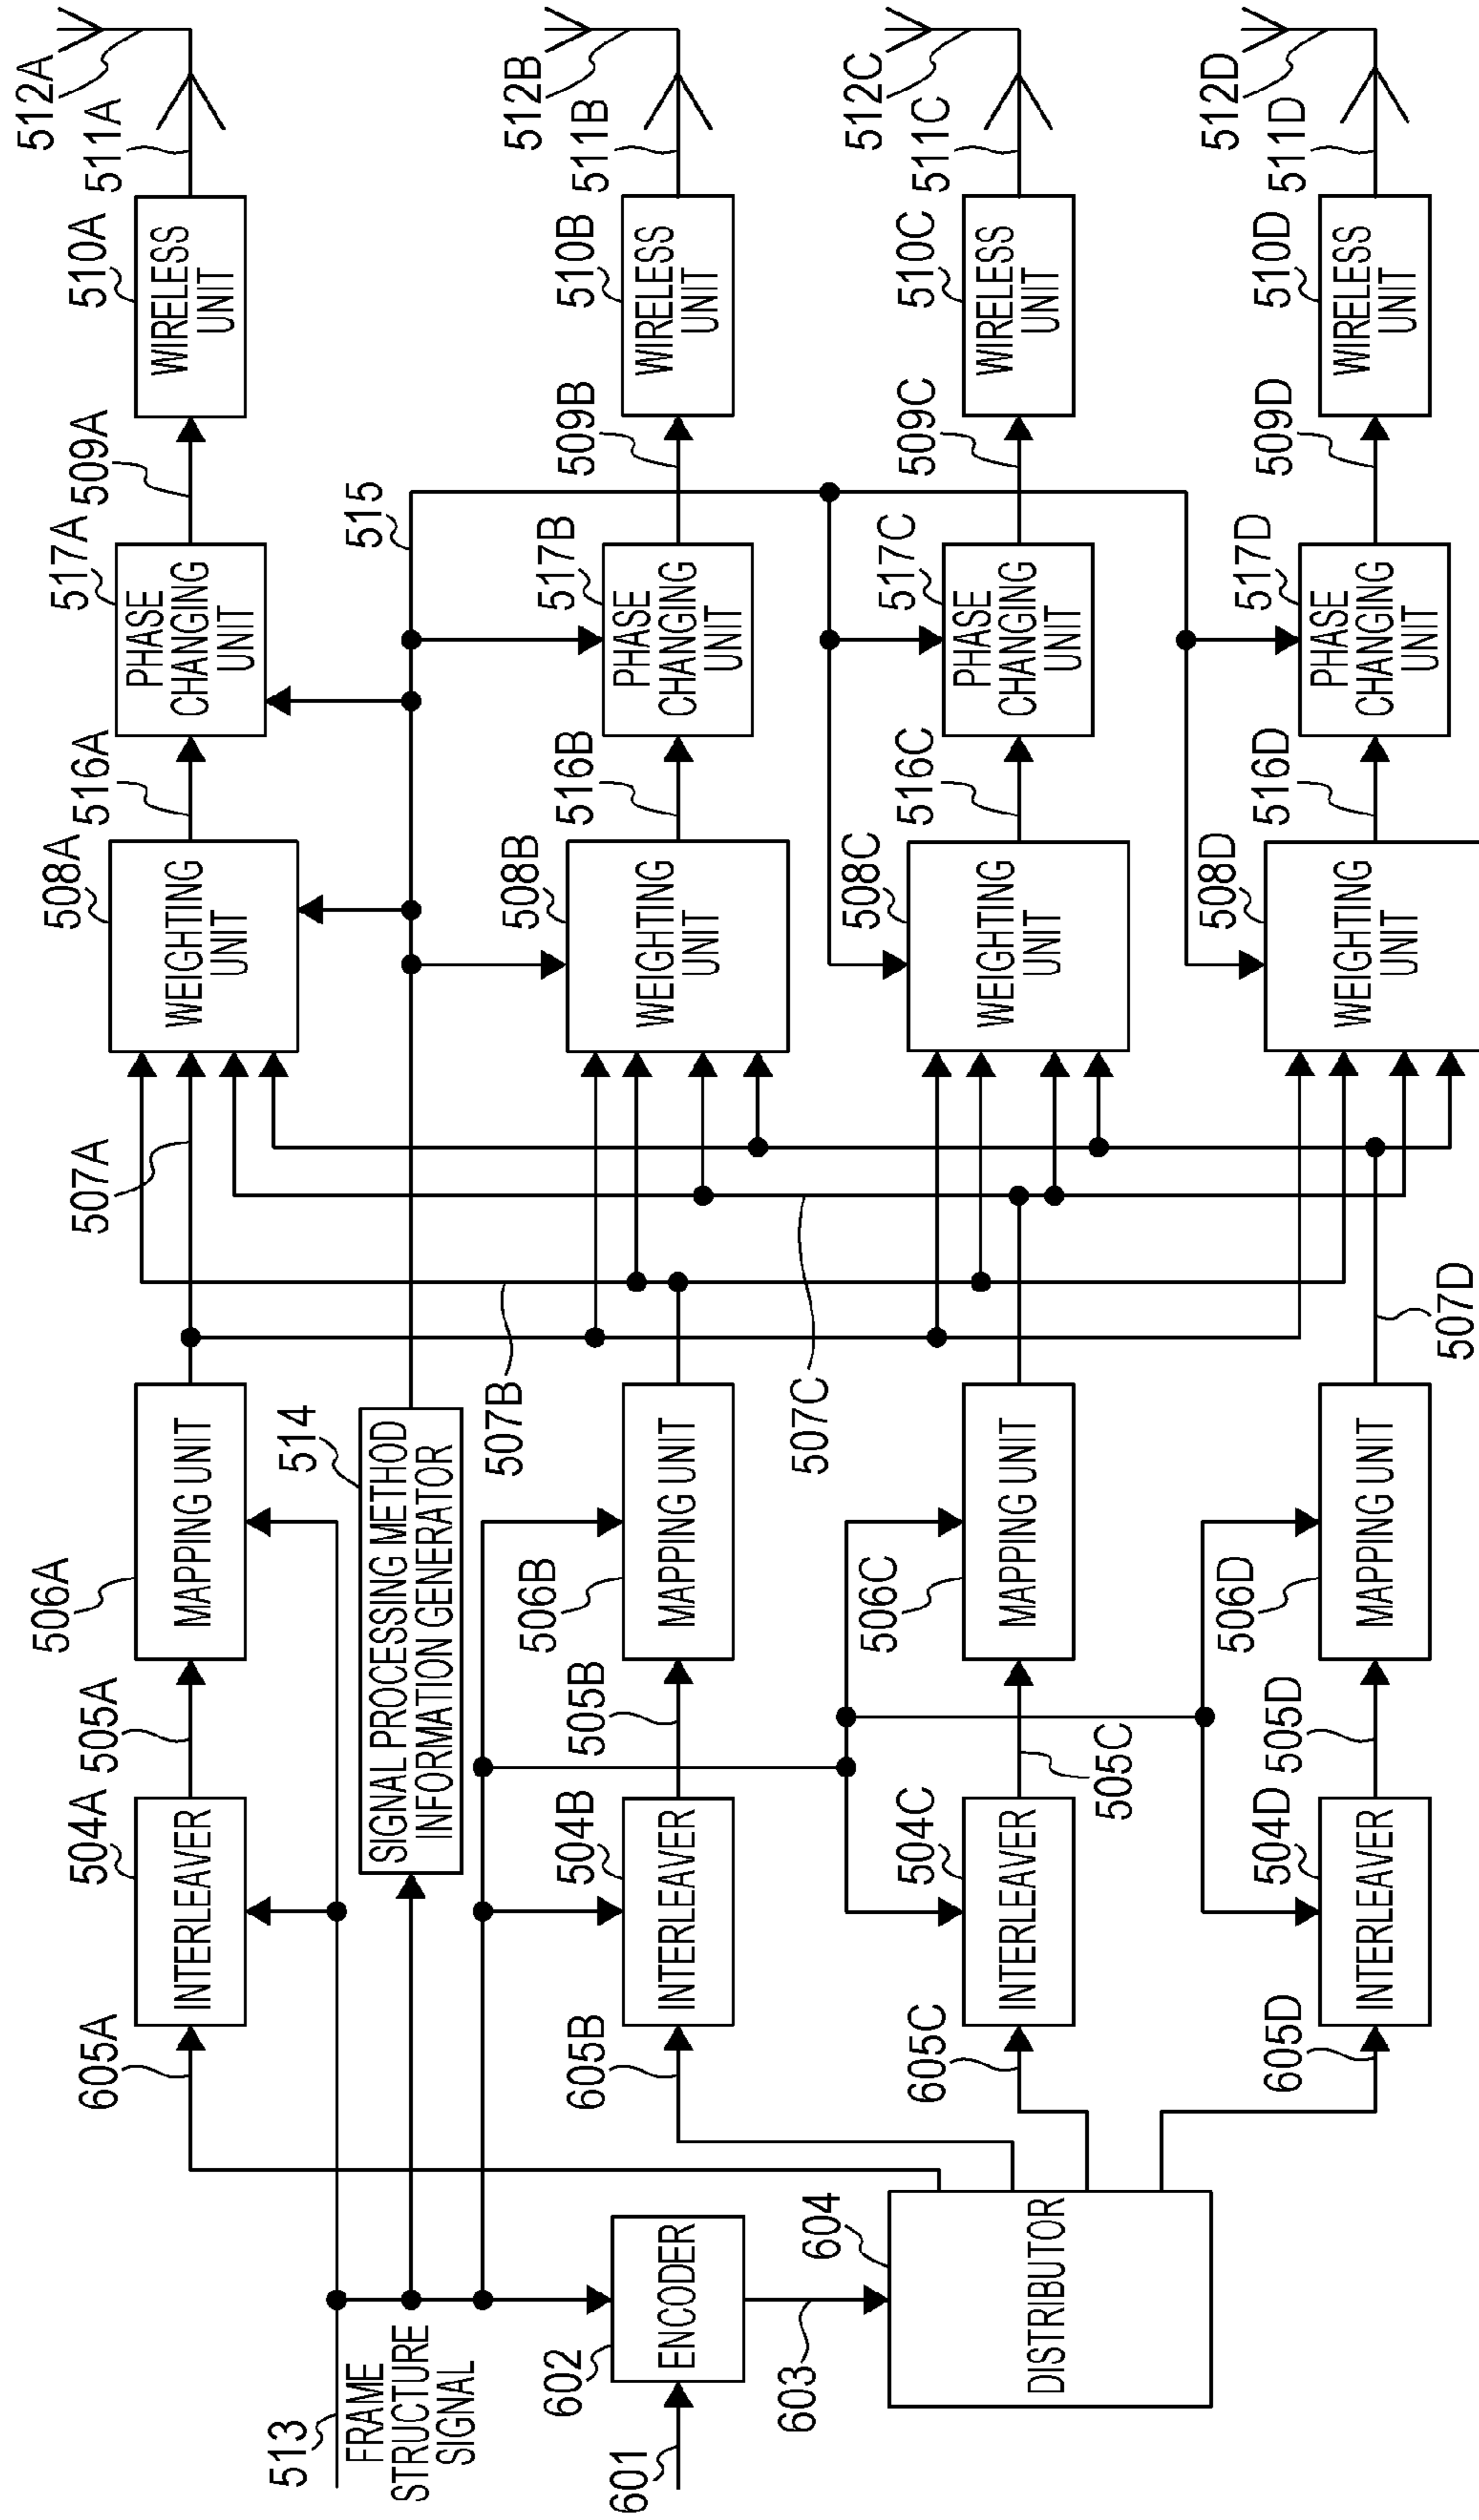 513
FRAME
STRUCTURE
SIGNAL
601
602
ENCODER
603
604
DISTRIBUTOR
605A
504A
INTERLEAVER
505A
506A
MAPPING UNIT
507A
508A
WEIGHTING
UNIT
516A
517A
PHASE
CHANGING
UNIT
509A
510A
WIRELESS
UNIT
511A
512A
514
SIGNAL PROCESSING METHOD
INFORMATION GENERATOR
515
605B
504B
INTERLEAVER
505B
506B
MAPPING UNIT
507B
508B
WEIGHTING
UNIT
516B
517B
PHASE
CHANGING
UNIT
509B
510B
WIRELESS
UNIT
511B
512B
605C
504C
INTERLEAVER
505C
506C
MAPPING UNIT
507C
508C
WEIGHTING
UNIT
516C
517C
PHASE
CHANGING
UNIT
509C
510C
WIRELESS
UNIT
511C
512C
605D
504D
INTERLEAVER
505D
506D
MAPPING UNIT
507D
508D
WEIGHTING
UNIT
516D
517D
PHASE
CHANGING
UNIT
509D
510D
WIRELESS
UNIT
511D
512D